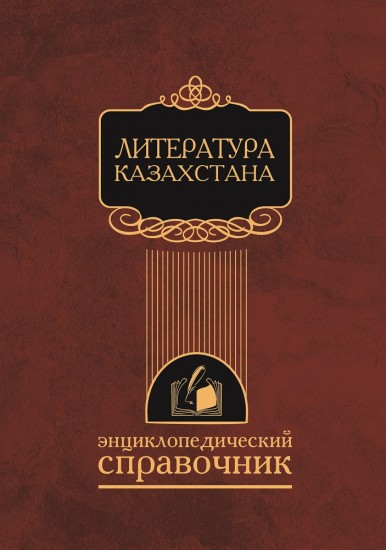 ЛИТЕРАТУРА
КАЗАХСТАНА
ЭНЦИКЛОПЕДИЧЕСКИЙ
СПРАВОЧНИК